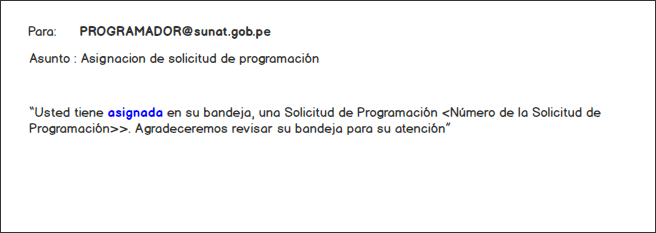 Para: PROGRAMADOR@sunat.gob.pe
Asunto : Asignacion de solicitud de programación
“Usted tiene asignada en su bandeja, una Solicitud de Programación <Número de la Solicitud de
Programación>>. Agradeceremos revisar su bandeja para su atención”